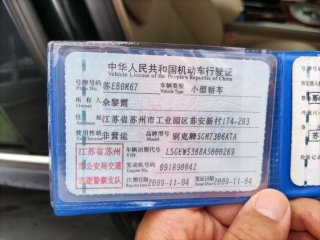 中华人民共和国机动车行驶证
Vehicle License of the People's Republic of China
号牌号码 苏EB0M67 车辆类型 小型轿车
Plate No. Vehicle Type
所有人 余黎霞
Owner
住址 江苏省苏州市工业园区苏安新村174-203
Address
使用性质 非营运 品牌型号 别克牌SGM7306ATA
Model
江苏省苏州市公安局交通巡逻警察支队
车辆识别代号 LSGEW53B8AS000269
VIN
发动机号码
Engine No.
注册日期 2009-11-04 发证日期 2009-11-04
Register Date Issue Date